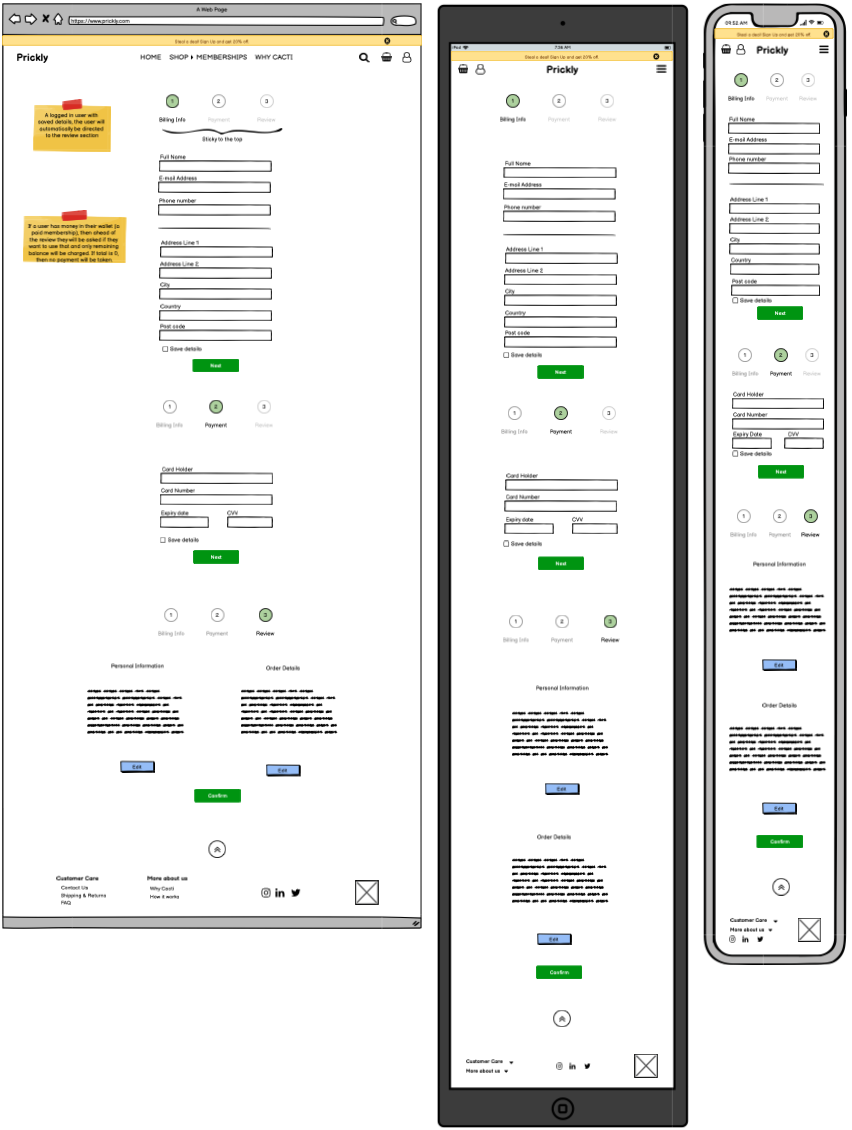 A Web Page
https://www.prickly.com
Steal a deal! Sign Up and get 20% off
Prickly
HOME SHOP MEMBERSHIPS WHY CACTI
A logged in user with
saved details, the user will
automatically be directed
to the review section
1 2 3
Billing Info Payment Review
Sticky to the top
Full Name
E-mail Address
Phone number
If a user has money in their wallet (a
paid membership), then ahead of
the review they will be asked if they
want to use that and only remaining
balance will be charged. If total is 0,
then no payment will be taken.
Address Line 1
Address Line 2
City
Country
Post code
Save details
Next
1 2 3
Billing Info Payment Review
Card Holder
Card Number
Expiry date CVV
Save details
Next
1 2 3
Billing Info Payment Review
Personal Information Order Details
Edit Edit
Confirm
Customer Care More about us
Contact Us Why Cacti
Shipping & Returns How it works
FAQ
iPod 7:26 AM
Steal a deal! Sign Up and get 20% off
Prickly
1 2 3
Billing Info Payment Review
Full Name
E-mail Address
Phone number
Address Line 1
Address Line 2
City
Country
Post code
Save details
Next
1 2 3
Billing Info Payment Review
Card Holder
Card Number
Expiry date CVV
Save details
Next
1 2 3
Billing Info Payment Review
Personal Information
Edit
Order Details
Edit
Confirm
Customer Care
More about us
09:52 AM
Steal a deal! Sign Up and get 20% off
Prickly
1 2 3
Billing Info Payment Review
Full Name
E-mail Address
Phone number
Address Line 1
Address Line 2
City
Country
Post code
Save details
Next
1 2 3
Billing Info Payment Review
Card Holder
Card Number
Expiry Date CVV
Save details
Next
1 2 3
Billing Info Payment Review
Personal Information
Edit
Order Details
Edit
Confirm
Customer Care
More about us